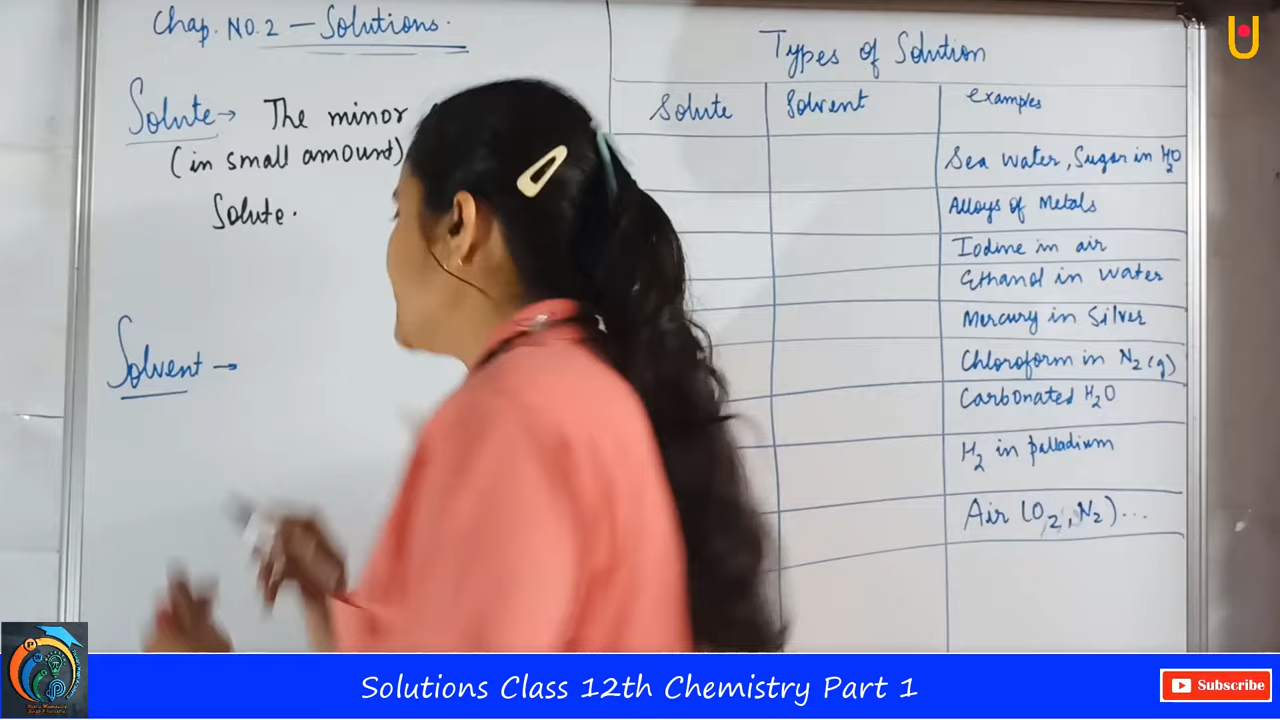 Chap. NO.2 – Solutions.
Solute → The minor
(in small amount)
Solute.
Solvent →
Types of Solution
Solute Solvent examples
Sea water, Sugar in H2O
Alloys of Metals
Iodine in air
Ethanol in water
Mercury in Silver
Chloroform in N2(g)
Carbonated H2O
H2 in palladium
Air (O2, N2)...
Solutions Class 12th Chemistry Part 1
Subscribe